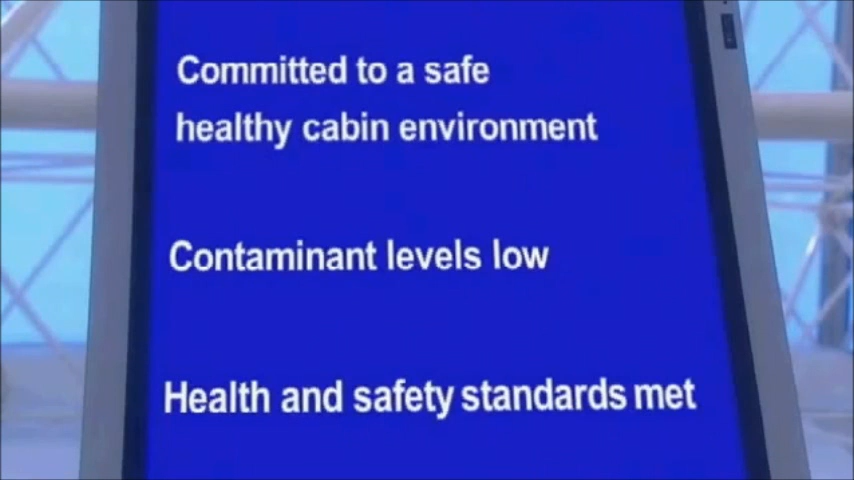 Committed to a safe
healthy cabin environment
Contaminant levels low
Health and safety standards met